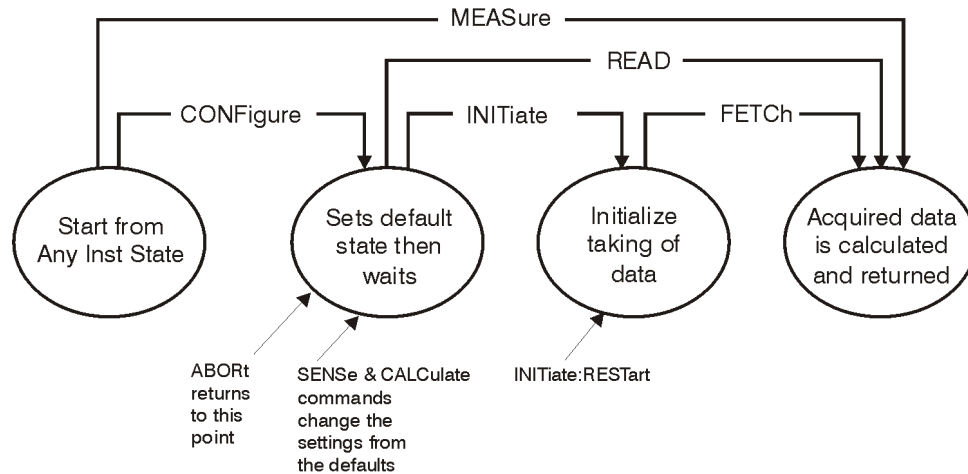 MEASure
READ
CONFigure
INITiate
FETCh
Start from
Any Inst State
Sets default
state then
waits
Initialize
taking of
data
Acquired data
is calculated
and returned
ABORt
returns
to this
point
SENSe & CALCulate
commands
change the
settings from
the defaults
INITiate:RESTart